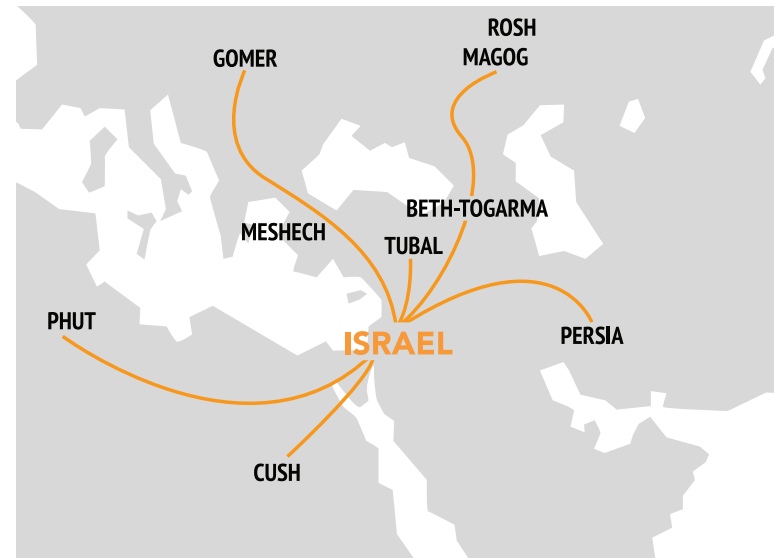 ROSH
MAGOG
GOMER
BETH-TOGARMA
MESHECH
TUBAL
PHUT
ISRAEL
PERSIA
CUSH